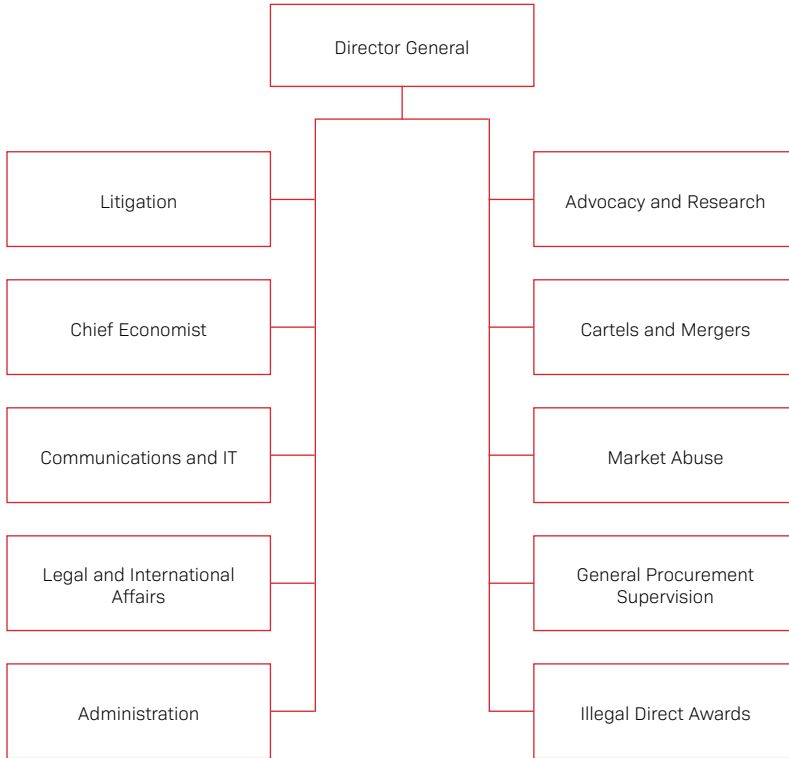 Director General
Litigation
Advocacy and Research
Chief Economist
Cartels and Mergers
Communications and IT
Market Abuse
Legal and International
Affairs
General Procurement
Supervision
Administration
Illegal Direct Awards